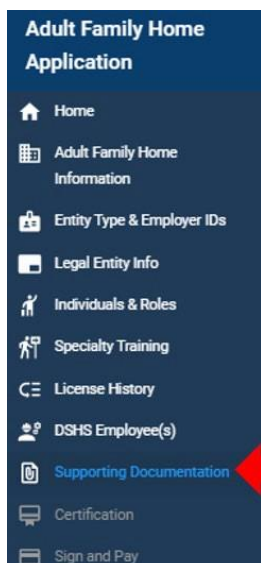 Adult Family Home
Application
Home
Adult Family Home
Information
Entity Type & Employer IDs
Legal Entity Info
Individuals & Roles
Specialty Training
License History
DSHS Employee(s)
Supporting Documentation
Certification
Sign and Pay